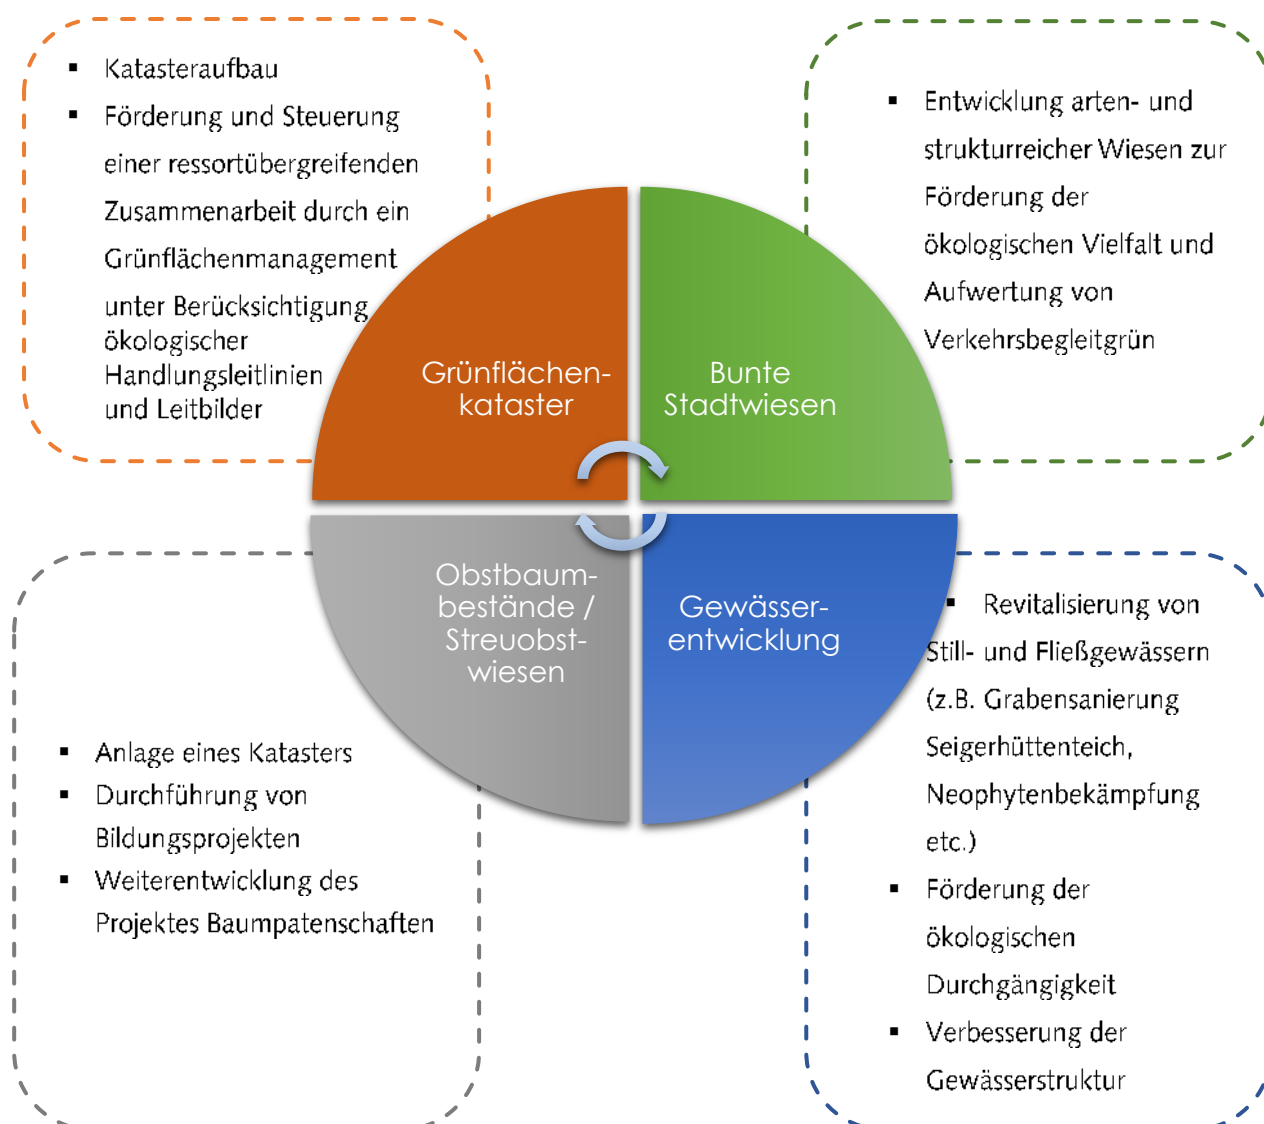 ▪ Katasteraufbau
▪ Förderung und Steuerung
einer ressortübergreifenden
Zusammenarbeit durch ein
Grünflächenmanagement
unter Berücksichtigung
ökologischer
Handlungsleitlinien
und Leitbilder
▪ Entwicklung arten- und
strukturreicher Wiesen zur
Förderung der
ökologischen Vielfalt und
Aufwertung von
Verkehrsbegleitgrün
Grünflächen-
kataster
Bunte
Stadtwiesen
Obstbaum-
bestände /
Streuobst-
wiesen
Gewässer-
entwicklung
▪ Anlage eines Katasters
▪ Durchführung von
Bildungsprojekten
▪ Weiterentwicklung des
Projektes Baumpatenschaften
▪ Revitalisierung von
Still- und Fließgewässern
(z.B. Grabensanierung
Seigerhüttenteich,
Neophytenbekämpfung
etc.)
▪ Förderung der
ökologischen
Durchgängigkeit
▪ Verbesserung der
Gewässerstruktur